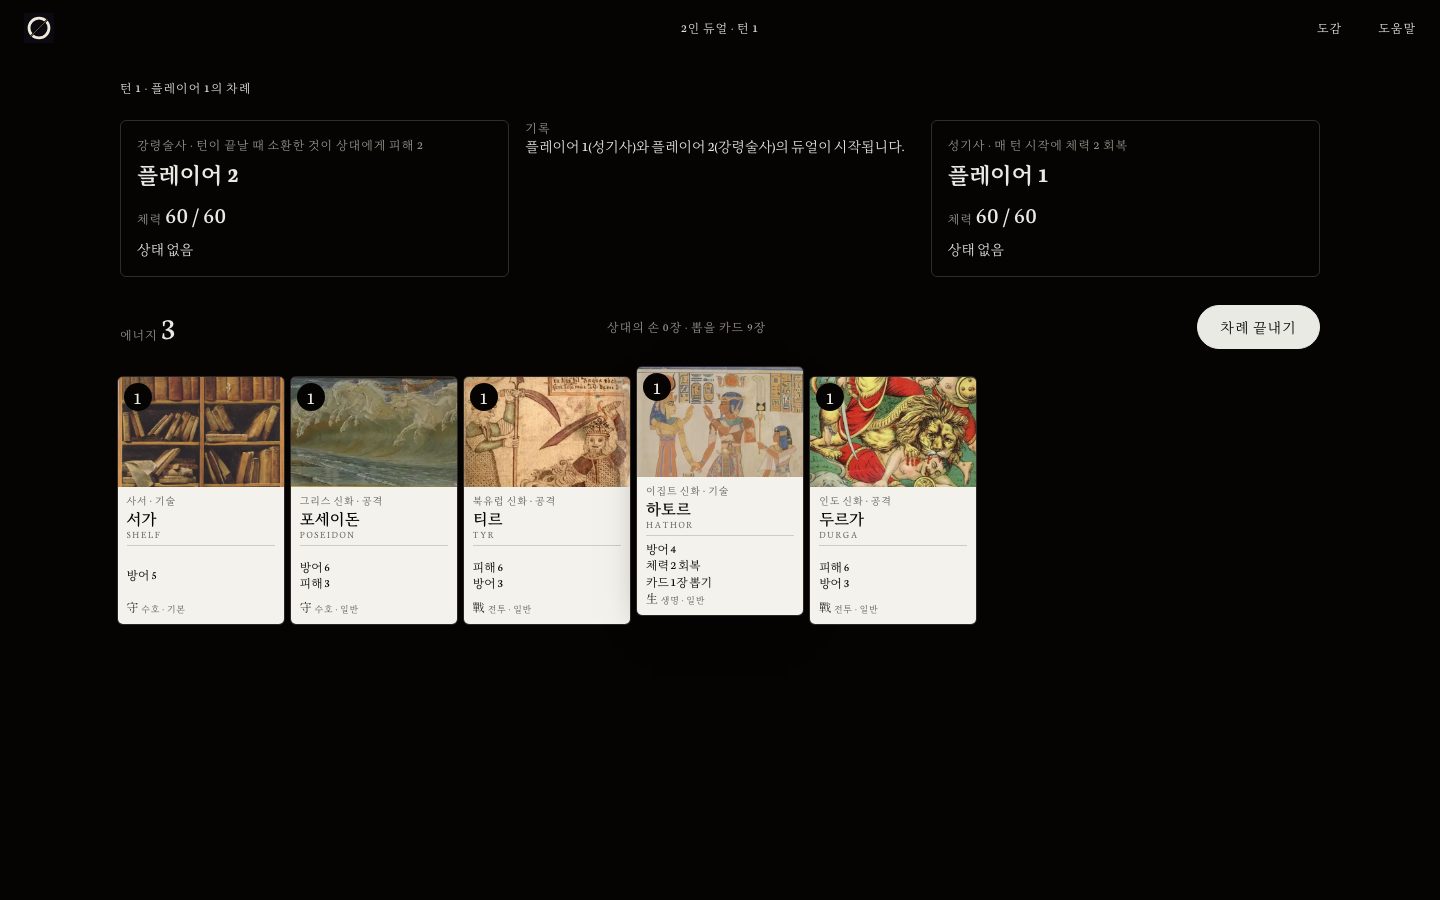 2인 듀얼 · 턴 1
도감
도움말
턴 1 · 플레이어 1의 차례
강령술사 · 턴이 끝날 때 소환한 것이 상대에게 피해 2
플레이어 2
체력 60 / 60
상태 없음
기록
플레이어 1(성기사)와 플레이어 2(강령술사)의 듀얼이 시작됩니다.
성기사 · 매 턴 시작에 체력 2 회복
플레이어 1
체력 60 / 60
상태 없음
에너지 3
상대의 손 0장 · 뽑을 카드 9장
차례 끝내기
1
사서 · 기술
서가
SHELF
방어 5
守 수호 · 기본
1
그리스 신화 · 공격
포세이돈
POSEIDON
방어 6
피해 3
守 수호 · 일반
1
북유럽 신화 · 공격
티르
TYR
피해 6
방어 3
戰 전투 · 일반
1
이집트 신화 · 기술
하토르
HATHOR
방어 4
체력 2 회복
카드 1장 뽑기
生 생명 · 일반
1
인도 신화 · 공격
두르가
DURGA
피해 6
방어 3
戰 전투 · 일반